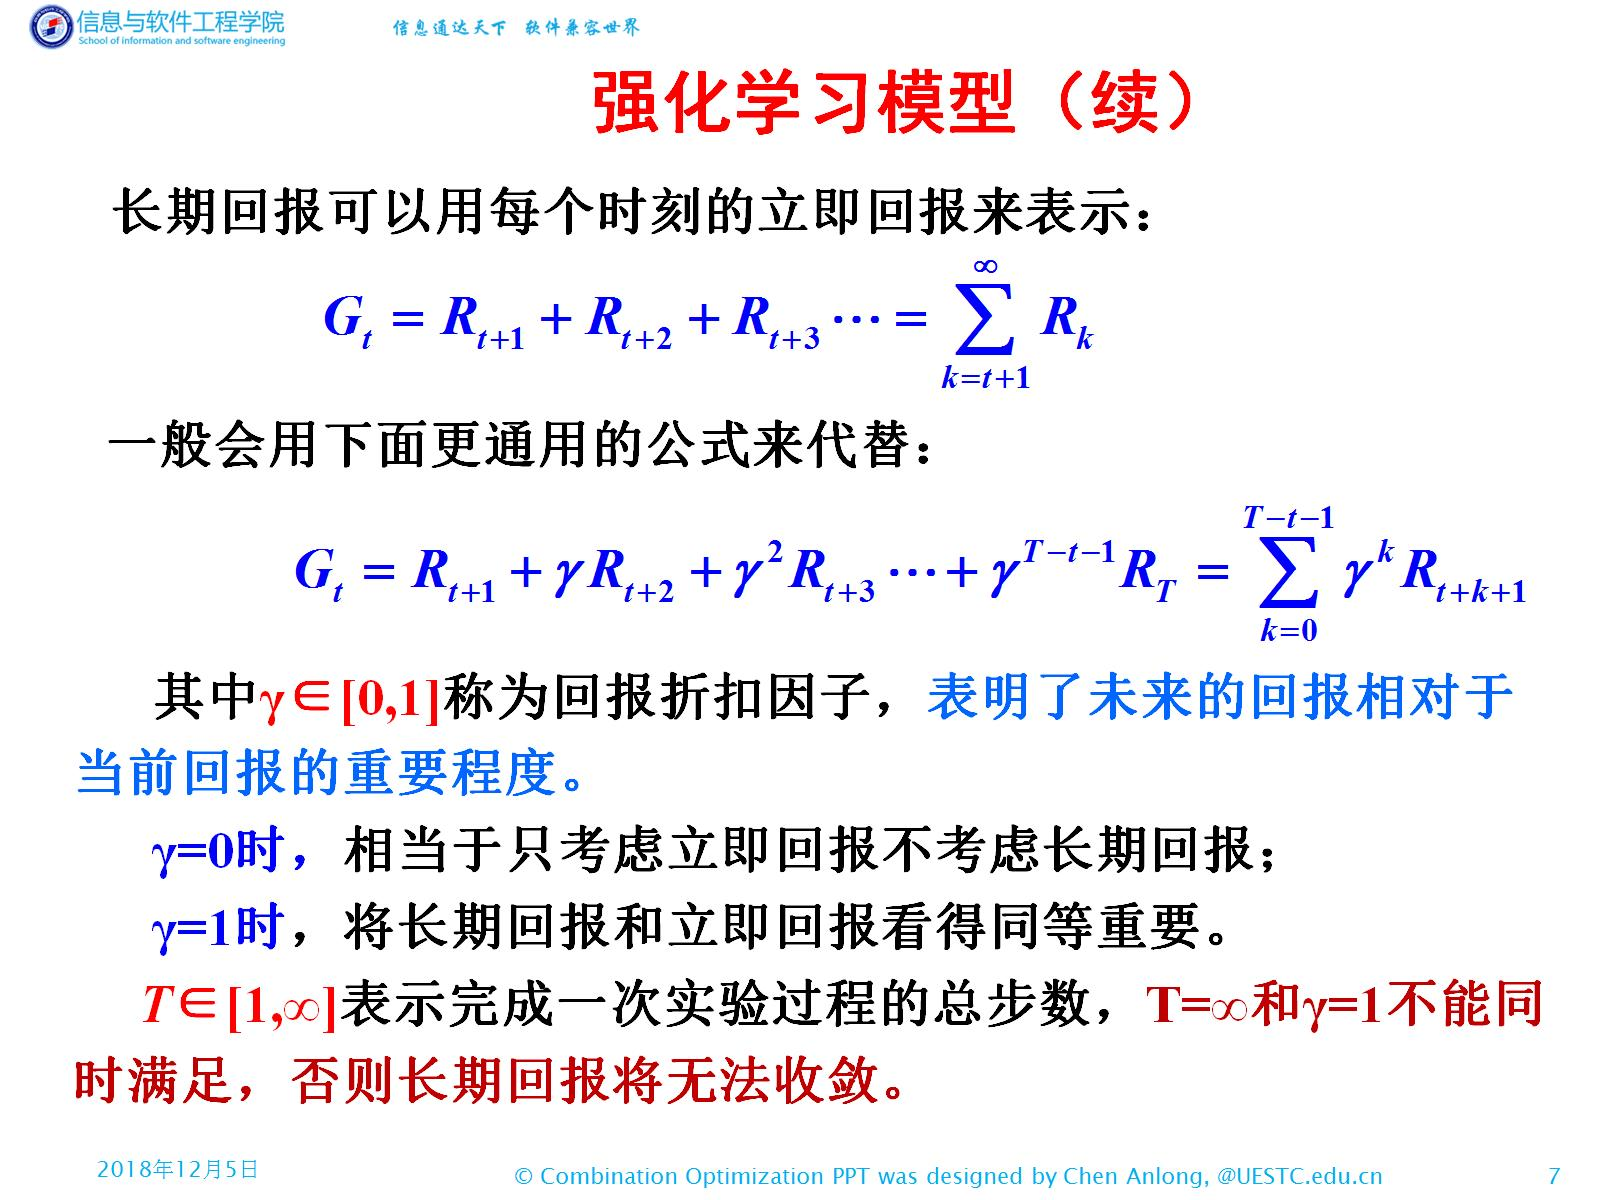 信息与软件工程学院
School of information and software engineering
信息通达天下 软件兼容世界
强化学习模型（续）
长期回报可以用每个时刻的立即回报来表示：
G_t = R_{t+1} + R_{t+2} + R_{t+3} ⋯ = ∑_{k=t+1}^{∞} R_k
一般会用下面更通用的公式来代替：
G_t = R_{t+1} + γ R_{t+2} + γ^2 R_{t+3} ⋯ + γ^{T−t−1} R_T = ∑_{k=0}^{T−t−1} γ^k R_{t+k+1}
其中γ∈[0,1]称为回报折扣因子，表明了未来的回报相对于
当前回报的重要程度。
γ=0时，相当于只考虑立即回报不考虑长期回报；
γ=1时，将长期回报和立即回报看得同等重要。
T∈[1,∞]表示完成一次实验过程的总步数，T=∞和γ=1不能同
时满足，否则长期回报将无法收敛。
2018年12月5日
© Combination Optimization PPT was designed by Chen Anlong, @UESTC.edu.cn
7